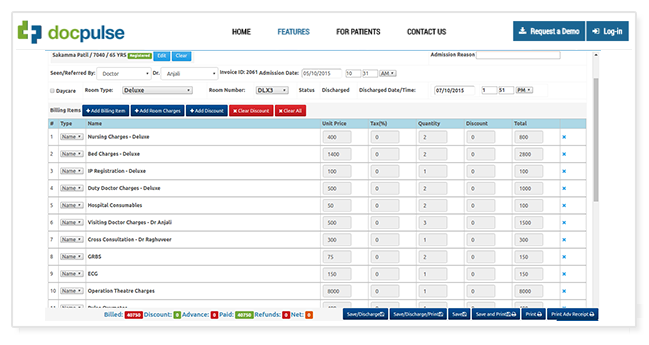 docpulse
HOME FEATURES FOR PATIENTS CONTACT US Request a Demo Log-in
Sakamma Patil / 7040 / 65 YRS Registered Edit Clear Admission Reason
Seen/Referred By: Doctor Dr. Anjali Invoice ID: 2061 Admission Date: 05/10/2015 10 31 AM
Daycare Room Type: Deluxe Room Number: DLX3 Status Discharged Discharged Date/Time: 07/10/2015 1 51 PM
Billing Items + Add Billing Item + Add Room Charges + Add Discount Clear Discount Clear All
# Type Name Unit Price Tax(%) Quantity Discount Total
1 Name Nursing Charges - Deluxe 400 0 2 0 800
2 Name Bed Charges - Deluxe 1400 0 2 0 2800
3 Name IP Registration - Deluxe 100 0 1 0 100
4 Name Duty Doctor Charges - Deluxe 500 0 2 0 1000
5 Name Hospital Consumables 50 0 2 0 100
6 Name Visiting Doctor Charges - Dr Anjali 500 0 3 0 1500
7 Name Cross Consultation - Dr Raghuveer 300 0 1 0 300
8 Name GRBS 75 0 2 0 150
9 Name ECG 150 0 1 0 150
10 Name Operation Theatre Charges 8000 0 1 0 8000
Billed: 40750 Discount: 0 Advance: 0 Paid: 40750 Refunds: 0 Net: 0 Save/Discharge Save/Discharge/Print Save Save and Print Print Print Adv Receipt